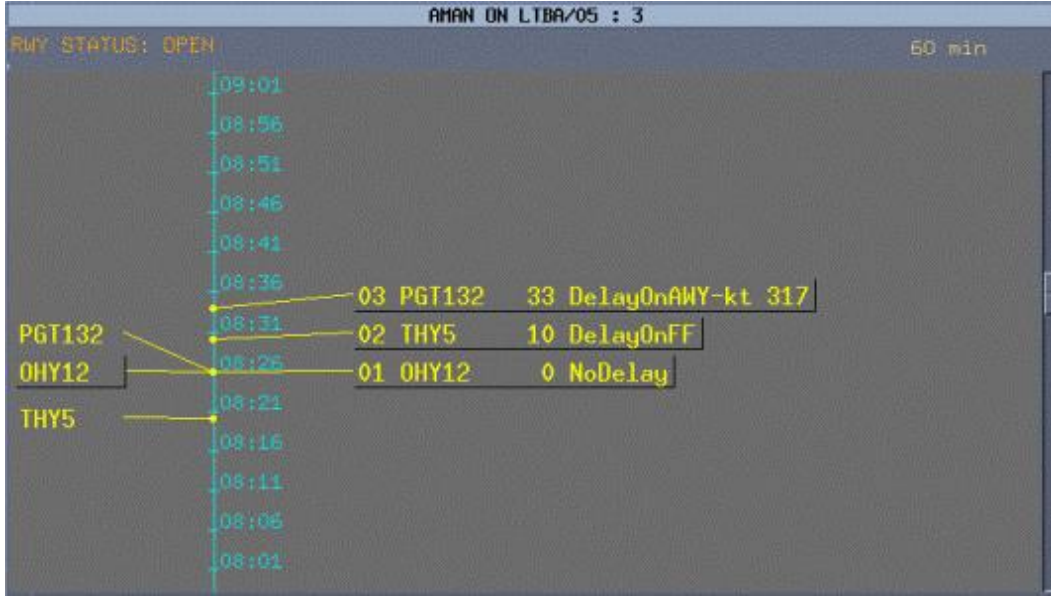 AMAN ON LTBA/05 : 3
RWY STATUS: OPEN 60 min
09:01
08:56
08:51
08:46
08:41
08:36
03 PGT132 33 DelayOnAWY-kt 317
08:31
PGT132 02 THY5 10 DelayOnFF
08:26
OHY12 01 OHY12 0 NoDelay
08:21
THY5
08:16
08:11
08:06
08:01